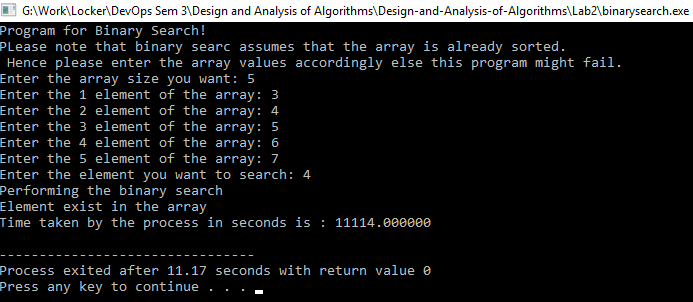 G:\Work\Locker\DevOps Sem 3\Design and Analysis of Algorithms\Design-and-Analysis-of-Algorithms\Lab2\binarysearch.exe
Program for Binary Search!
PLease note that binary searc assumes that the array is already sorted.
 Hence please enter the array values accordingly else this program might fail.
Enter the array size you want: 5
Enter the 1 element of the array: 3
Enter the 2 element of the array: 4
Enter the 3 element of the array: 5
Enter the 4 element of the array: 6
Enter the 5 element of the array: 7
Enter the element you want to search: 4
Performing the binary search
Element exist in the array
Time taken by the process in seconds is : 11114.000000
--------------------------------
Process exited after 11.17 seconds with return value 0
Press any key to continue . . .